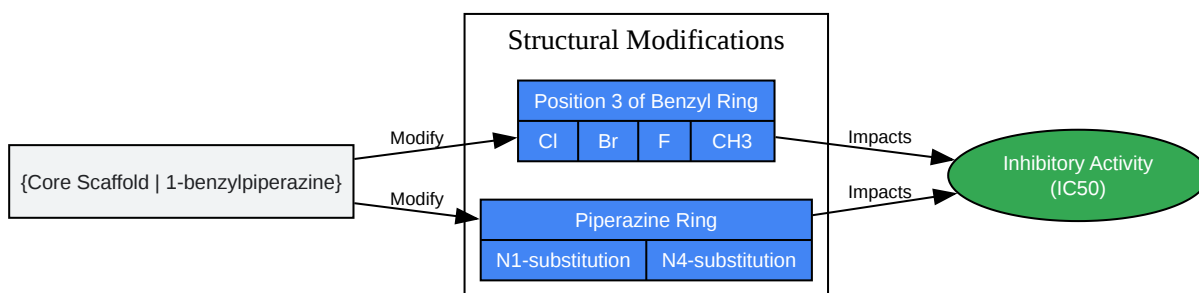 Structural Modifications
Position 3 of Benzyl Ring
Cl
Br
F
CH3
Modify
Impacts
{Core Scaffold | 1-benzylpiperazine}
Inhibitory Activity
(IC50)
Modify
Impacts
Piperazine Ring
N1-substitution
N4-substitution